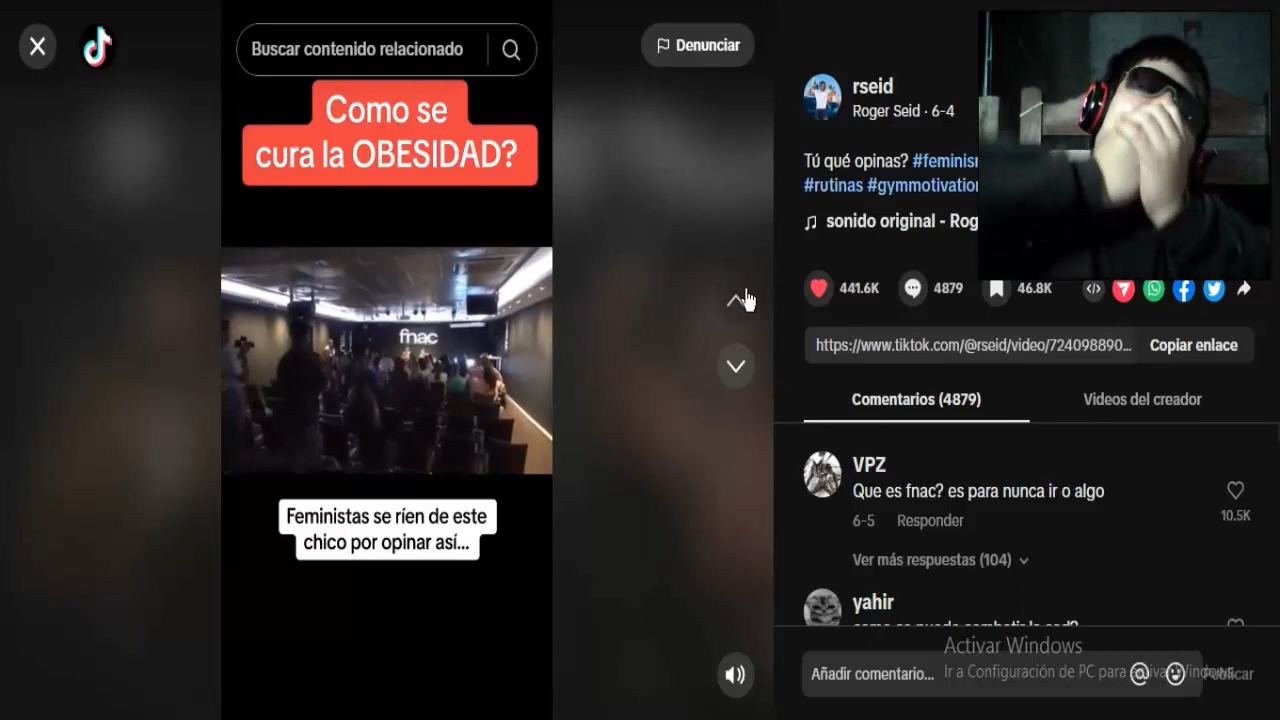 Buscar contenido relacionado
Denunciar
Como se
cura la OBESIDAD?
fnac
Feministas se ríen de este
chico por opinar así...
rseid
Roger Seid · 6-4
Tú qué opinas? #feminis
#rutinas #gymmotivation
sonido original - Rog
441.6K
4879
46.8K
https://www.tiktok.com/@rseid/video/724098890...
Copiar enlace
Comentarios (4879)
Videos del creador
VPZ
Que es fnac? es para nunca ir o algo
6-5
Responder
10.5K
Ver más respuestas (104)
yahir
Activar Windows
Ir a Configuración de PC para activar Windows.
Añadir comentario...
Publicar